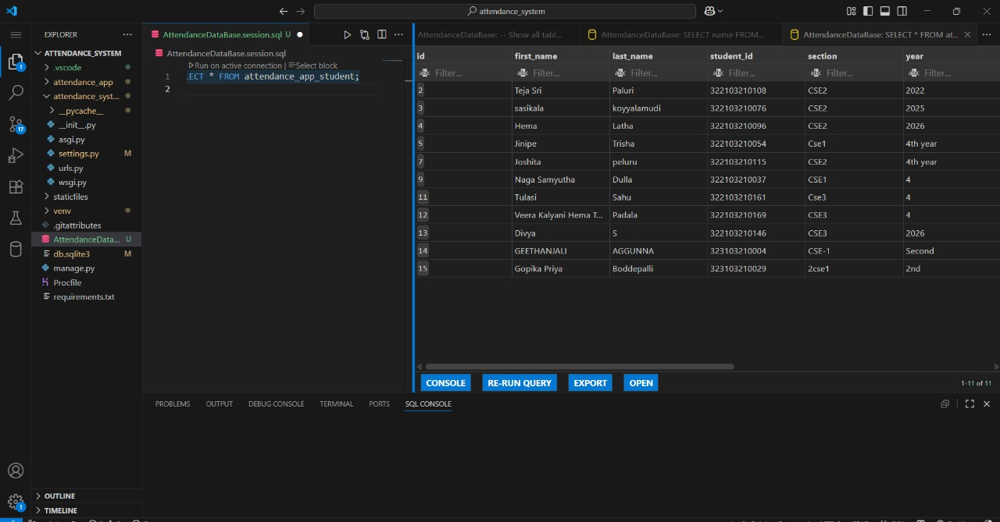 attendance_system
EXPLORER
ATTENDANCE_SYSTEM
.vscode
attendance_app
attendance_syst...
__pycache__
__init__.py
asgi.py
settings.py M
urls.py
wsgi.py
staticfiles
venv
.gitattributes
AttendanceData... U
db.sqlite3 M
manage.py
Procfile
requirements.txt
OUTLINE
TIMELINE
1
17
1
AttendanceDataBase.session.sql U
AttendanceDataBase.session.sql
Run on active connection | Select block
1 ECT * FROM attendance_app_student;
2
AttendanceDataBase: -- Show all tabl... AttendanceDataBase: SELECT name FROM... AttendanceDataBase: SELECT * FROM at...
id first_name last_name student_id section year
Filter... Filter... Filter... Filter... Filter... Filter...
2 Teja Sri Paluri 322103210108 CSE2 2022
3 sasikala koyyalamudi 322103210076 CSE2 2025
4 Hema Latha 322103210096 CSE2 2026
5 Jinipe Trisha 322103210054 Cse1 4th year
7 Joshita peluru 322103210115 CSE2 4th year
9 Naga Samyutha Dulla 322103210037 CSE1 4
11 Tulasi Sahu 322103210161 Cse3 4
12 Veera Kalyani Hema T... Padala 322103210169 CSE3 4
13 Divya S 322103210146 CSE3 2026
14 GEETHANJALI AGGUNNA 323103210004 CSE-1 Second
15 Gopika Priya Boddepalli 323103210029 2cse1 2nd
CONSOLE RE-RUN QUERY EXPORT OPEN 1-11 of 11
PROBLEMS OUTPUT DEBUG CONSOLE TERMINAL PORTS SQL CONSOLE